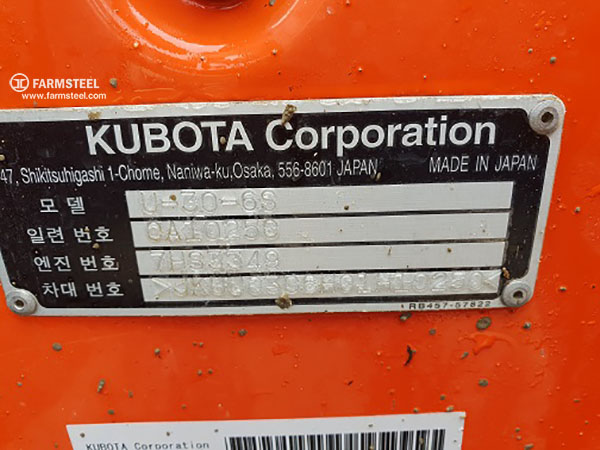 FARMSTEEL
www.farmsteel.com
KUBOTA Corporation
47, Shikitsuhigashi 1-Chome, Naniwa-ku, Osaka, 556-8601 JAPAN MADE IN JAPAN
모델 U-30-6S
일련 번호
엔진 번호
차대 번호
RB457-57822
KUBOTA Corporation